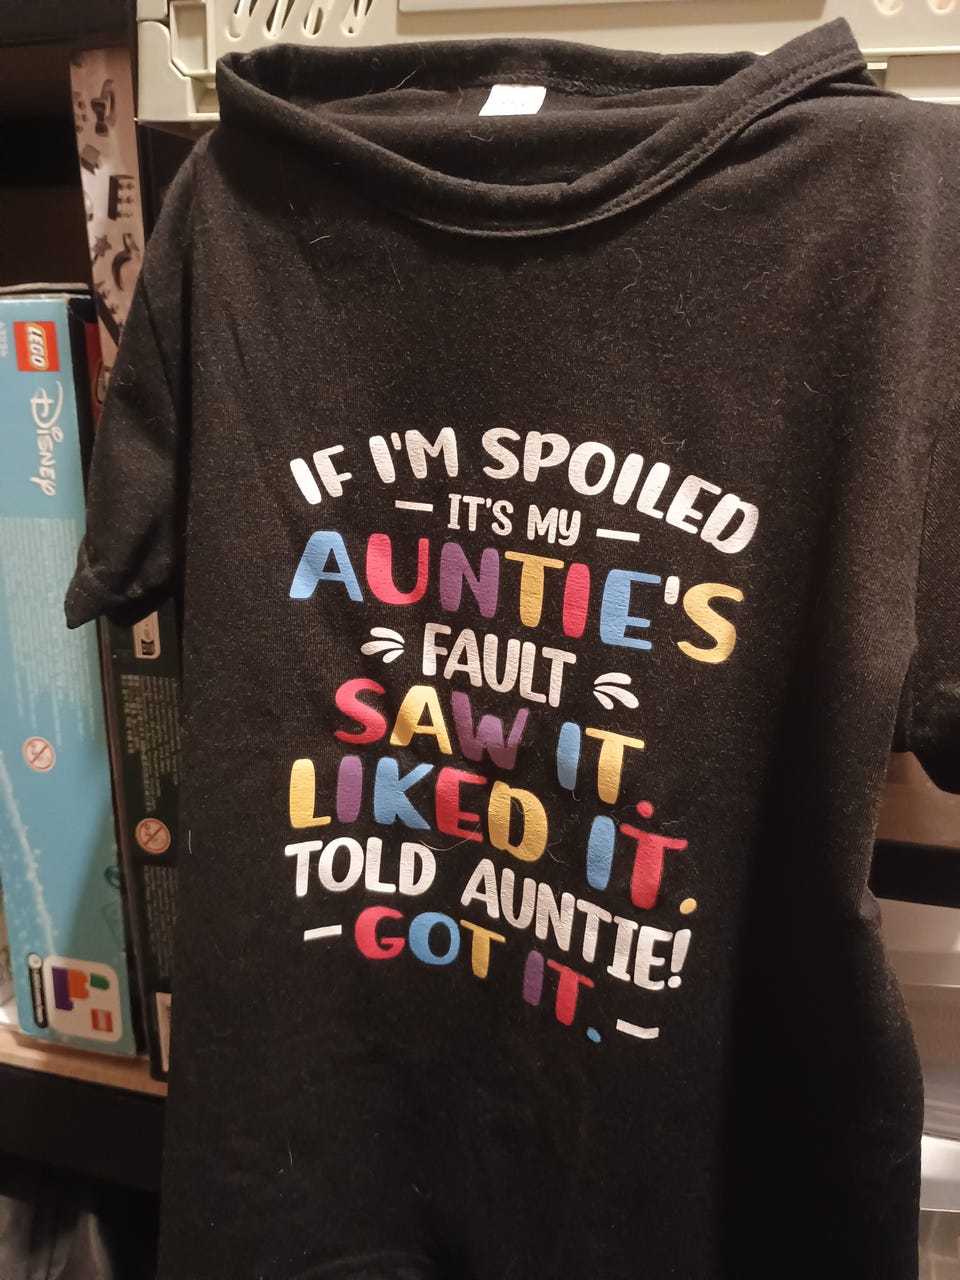 IF I'M SPOILED
— IT'S MY —
AUNTIE'S
FAULT
SAW IT.
LIKED IT.
TOLD AUNTIE!
— GOT IT. —
LEGO
Disney